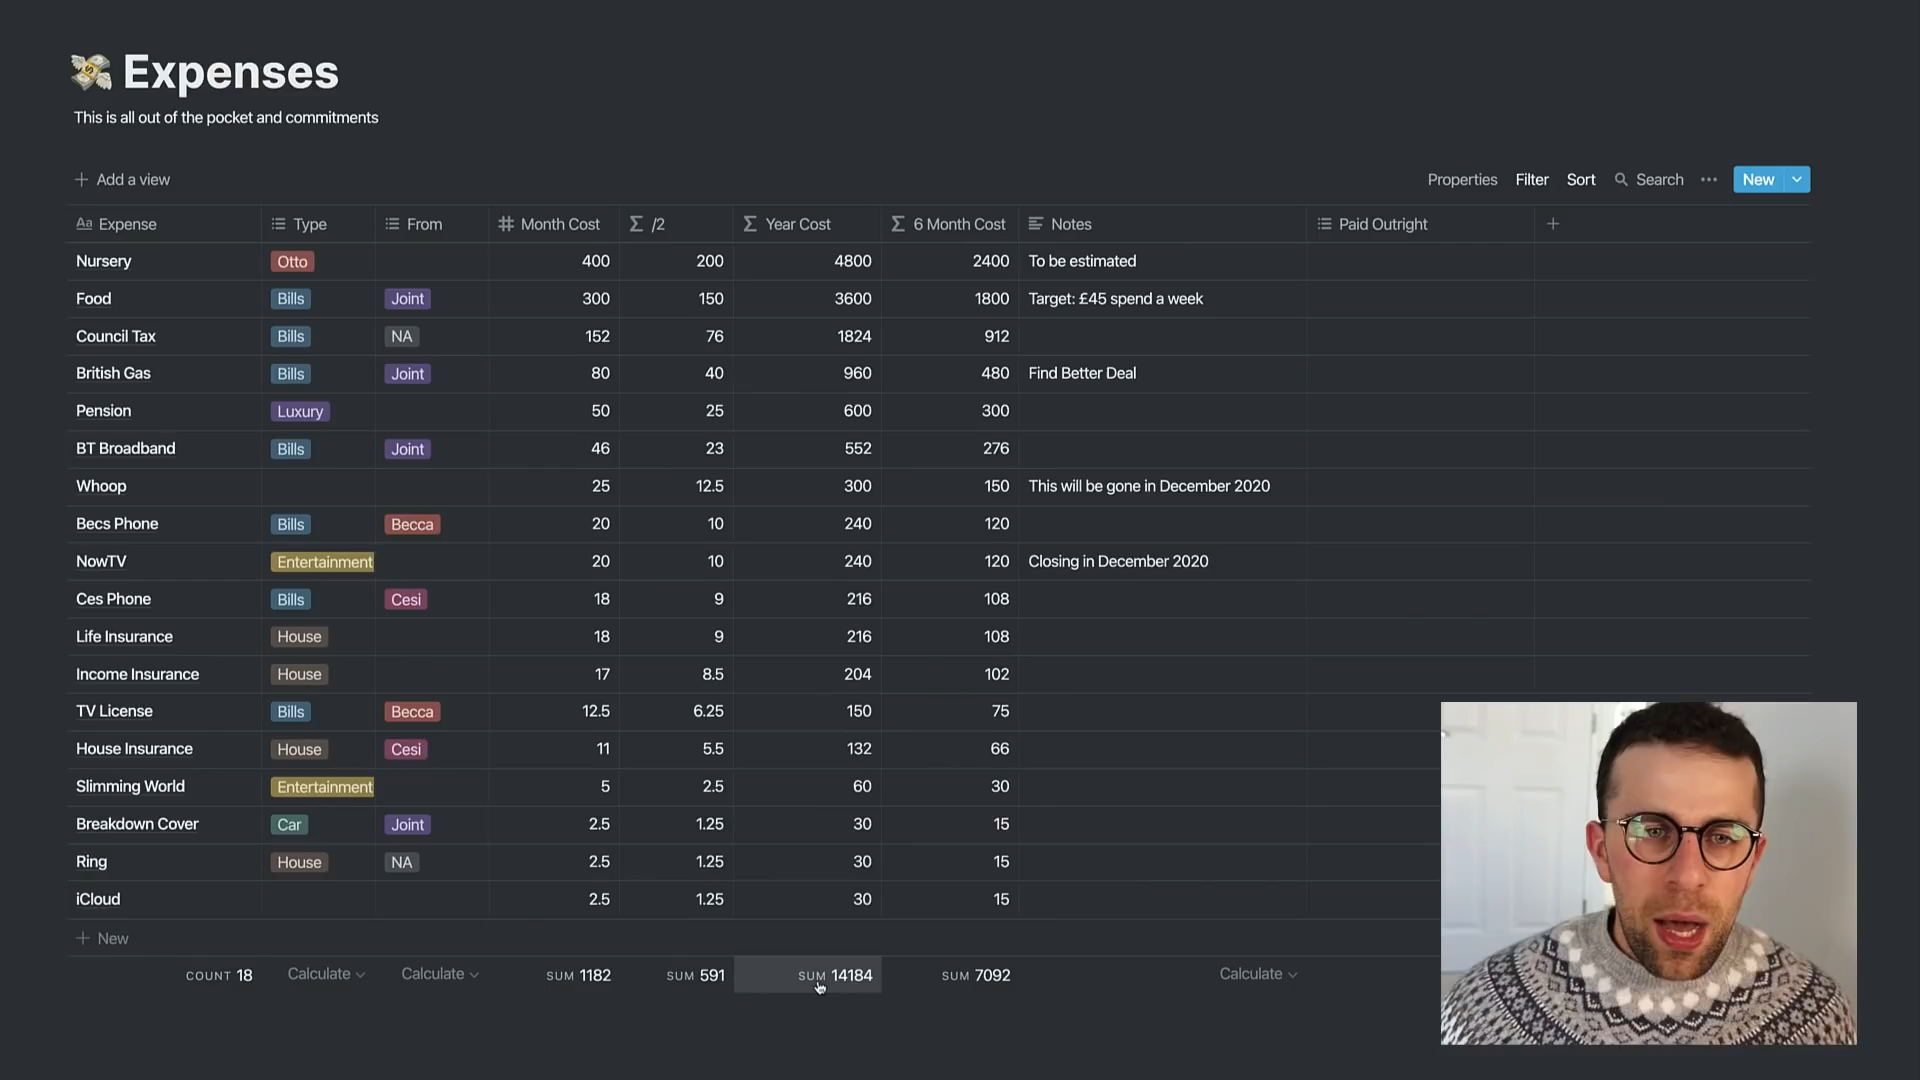 Expenses
This is all out of the pocket and commitments
Add a view
Properties Filter Sort Search New
Aa Expense Type From # Month Cost Σ /2 Σ Year Cost Σ 6 Month Cost Notes Paid Outright
Nursery Otto 400 200 4800 2400 To be estimated
Food Bills Joint 300 150 3600 1800 Target: £45 spend a week
Council Tax Bills NA 152 76 1824 912
British Gas Bills Joint 80 40 960 480 Find Better Deal
Pension Luxury 50 25 600 300
BT Broadband Bills Joint 46 23 552 276
Whoop 25 12.5 300 150 This will be gone in December 2020
Becs Phone Bills Becca 20 10 240 120
NowTV Entertainment 20 10 240 120 Closing in December 2020
Ces Phone Bills Cesi 18 9 216 108
Life Insurance House 18 9 216 108
Income Insurance House 17 8.5 204 102
TV License Bills Becca 12.5 6.25 150 75
House Insurance House Cesi 11 5.5 132 66
Slimming World Entertainment 5 2.5 60 30
Breakdown Cover Car Joint 2.5 1.25 30 15
Ring House NA 2.5 1.25 30 15
iCloud 2.5 1.25 30 15
New
COUNT 18 Calculate Calculate SUM 1182 SUM 591 SUM 14184 SUM 7092 Calculate